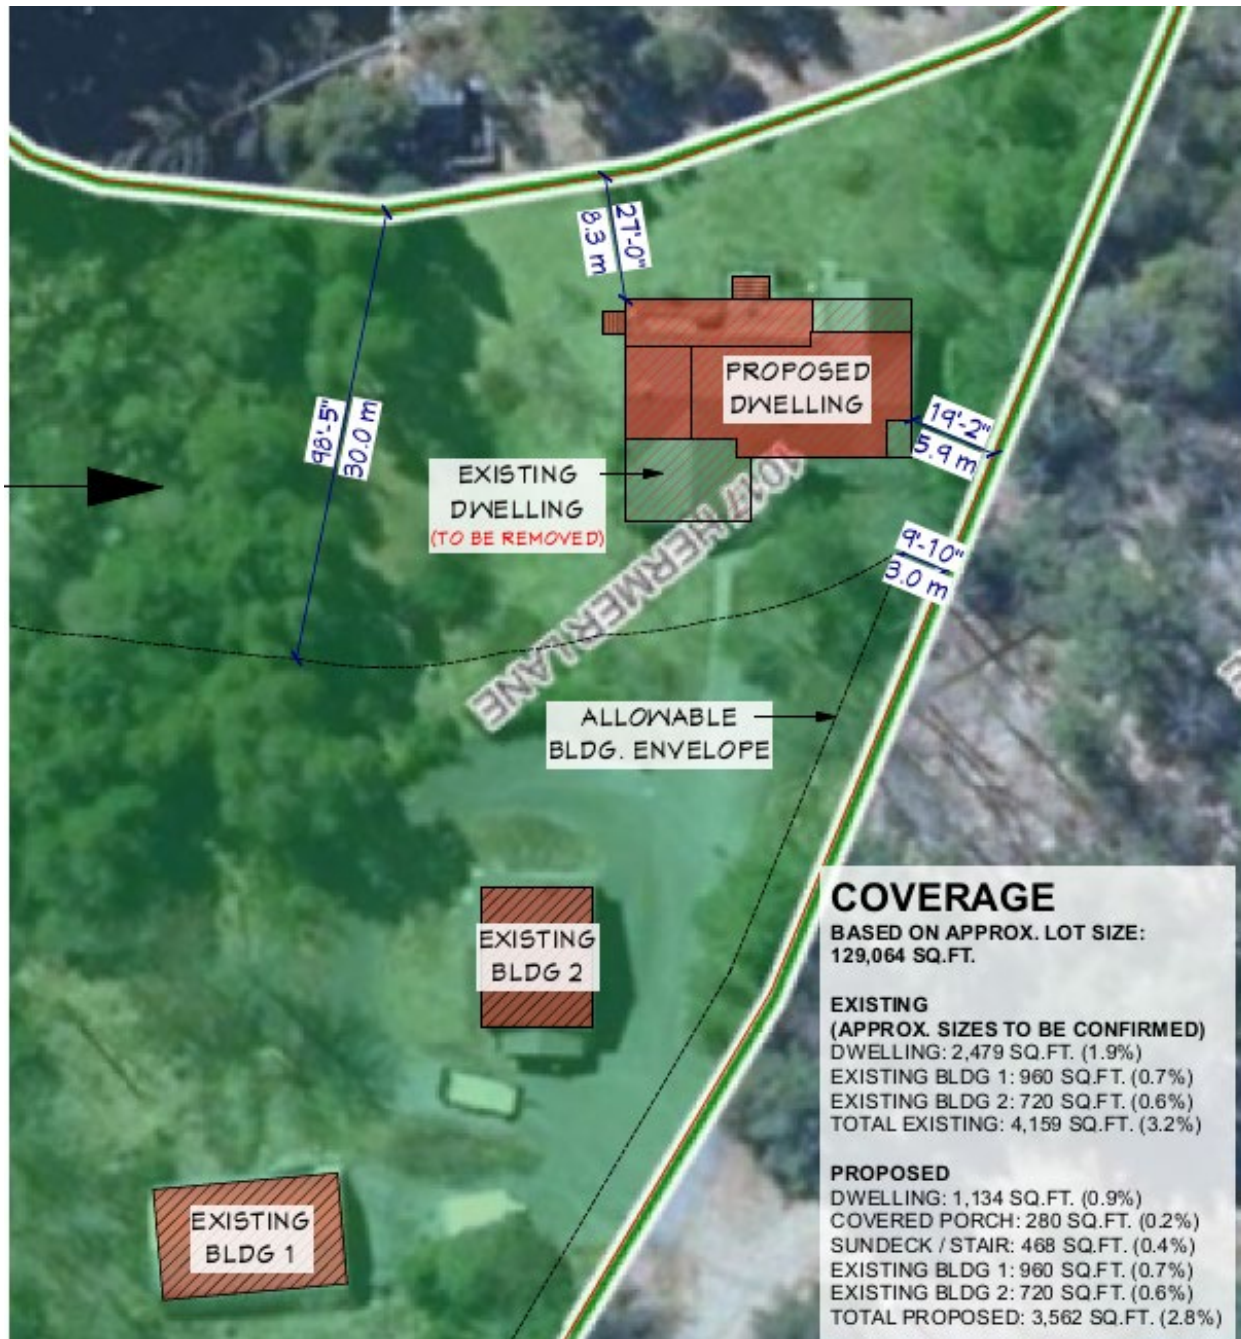 27'-0"
8.3 m
98'-5"
30.0 m
PROPOSED
DWELLING
19'-2"
5.9 m
EXISTING
DWELLING
(TO BE REMOVED)
9'-10"
3.0 m
LANE
ALLOWABLE
BLDG. ENVELOPE
EXISTING
BLDG 2
EXISTING
BLDG 1
COVERAGE
BASED ON APPROX. LOT SIZE:
129,064 SQ.FT.
EXISTING
(APPROX. SIZES TO BE CONFIRMED)
DWELLING: 2,479 SQ.FT. (1.9%)
EXISTING BLDG 1: 960 SQ.FT. (0.7%)
EXISTING BLDG 2: 720 SQ.FT. (0.6%)
TOTAL EXISTING: 4,159 SQ.FT. (3.2%)
PROPOSED
DWELLING: 1,134 SQ.FT. (0.9%)
COVERED PORCH: 280 SQ.FT. (0.2%)
SUNDECK / STAIR: 468 SQ.FT. (0.4%)
EXISTING BLDG 1: 960 SQ.FT. (0.7%)
EXISTING BLDG 2: 720 SQ.FT. (0.6%)
TOTAL PROPOSED: 3,562 SQ.FT. (2.8%)